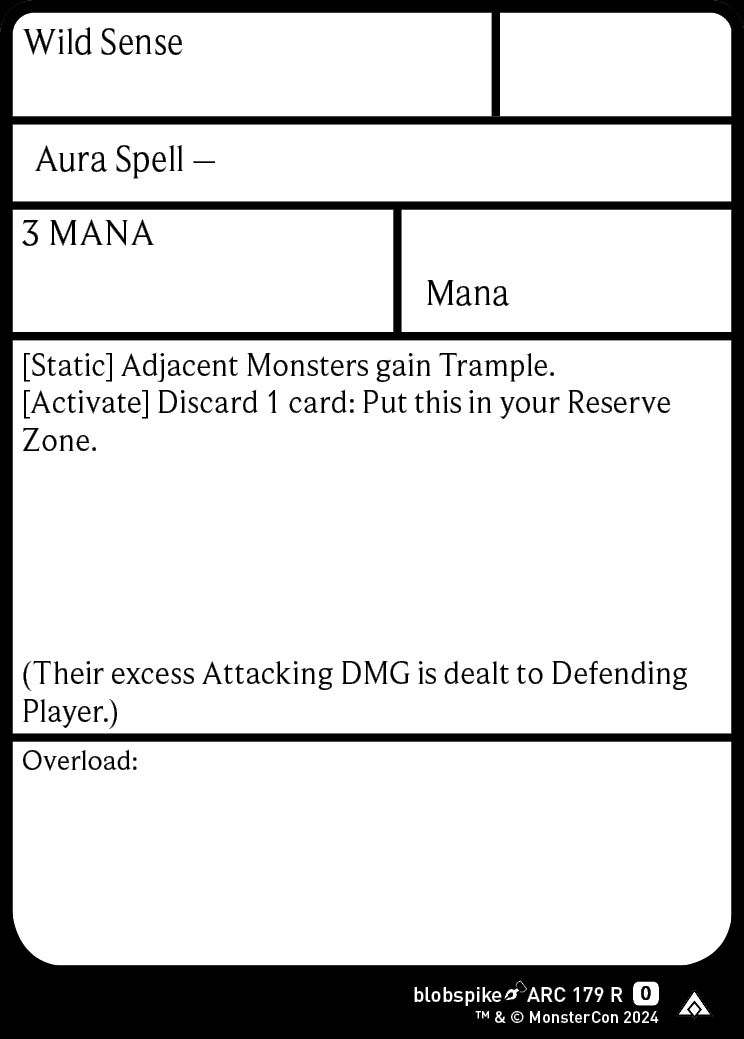 Wild Sense
Aura Spell –
3 MANA
Mana
[Static] Adjacent Monsters gain Trample.
[Activate] Discard 1 card: Put this in your Reserve
Zone.
(Their excess Attacking DMG is dealt to Defending
Player.)
Overload:
blobspike ARC 179 R 0
™ & © MonsterCon 2024